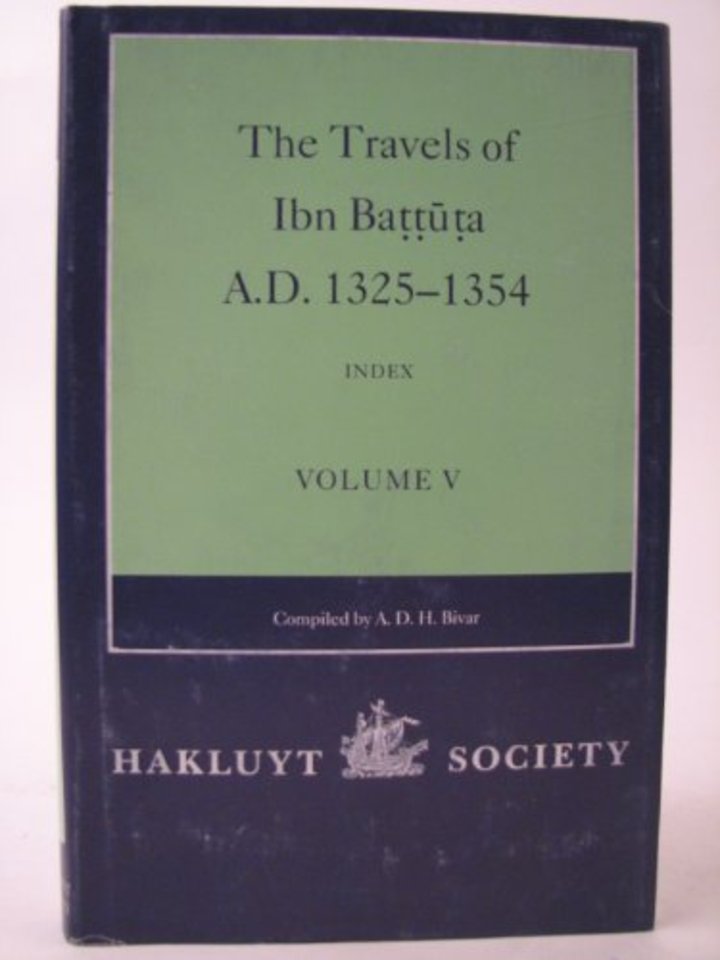 The Travels of
Ibn Baṭṭūṭa
A.D. 1325–1354
INDEX
VOLUME V
Compiled by A. D. H. Bivar
HAKLUYT SOCIETY